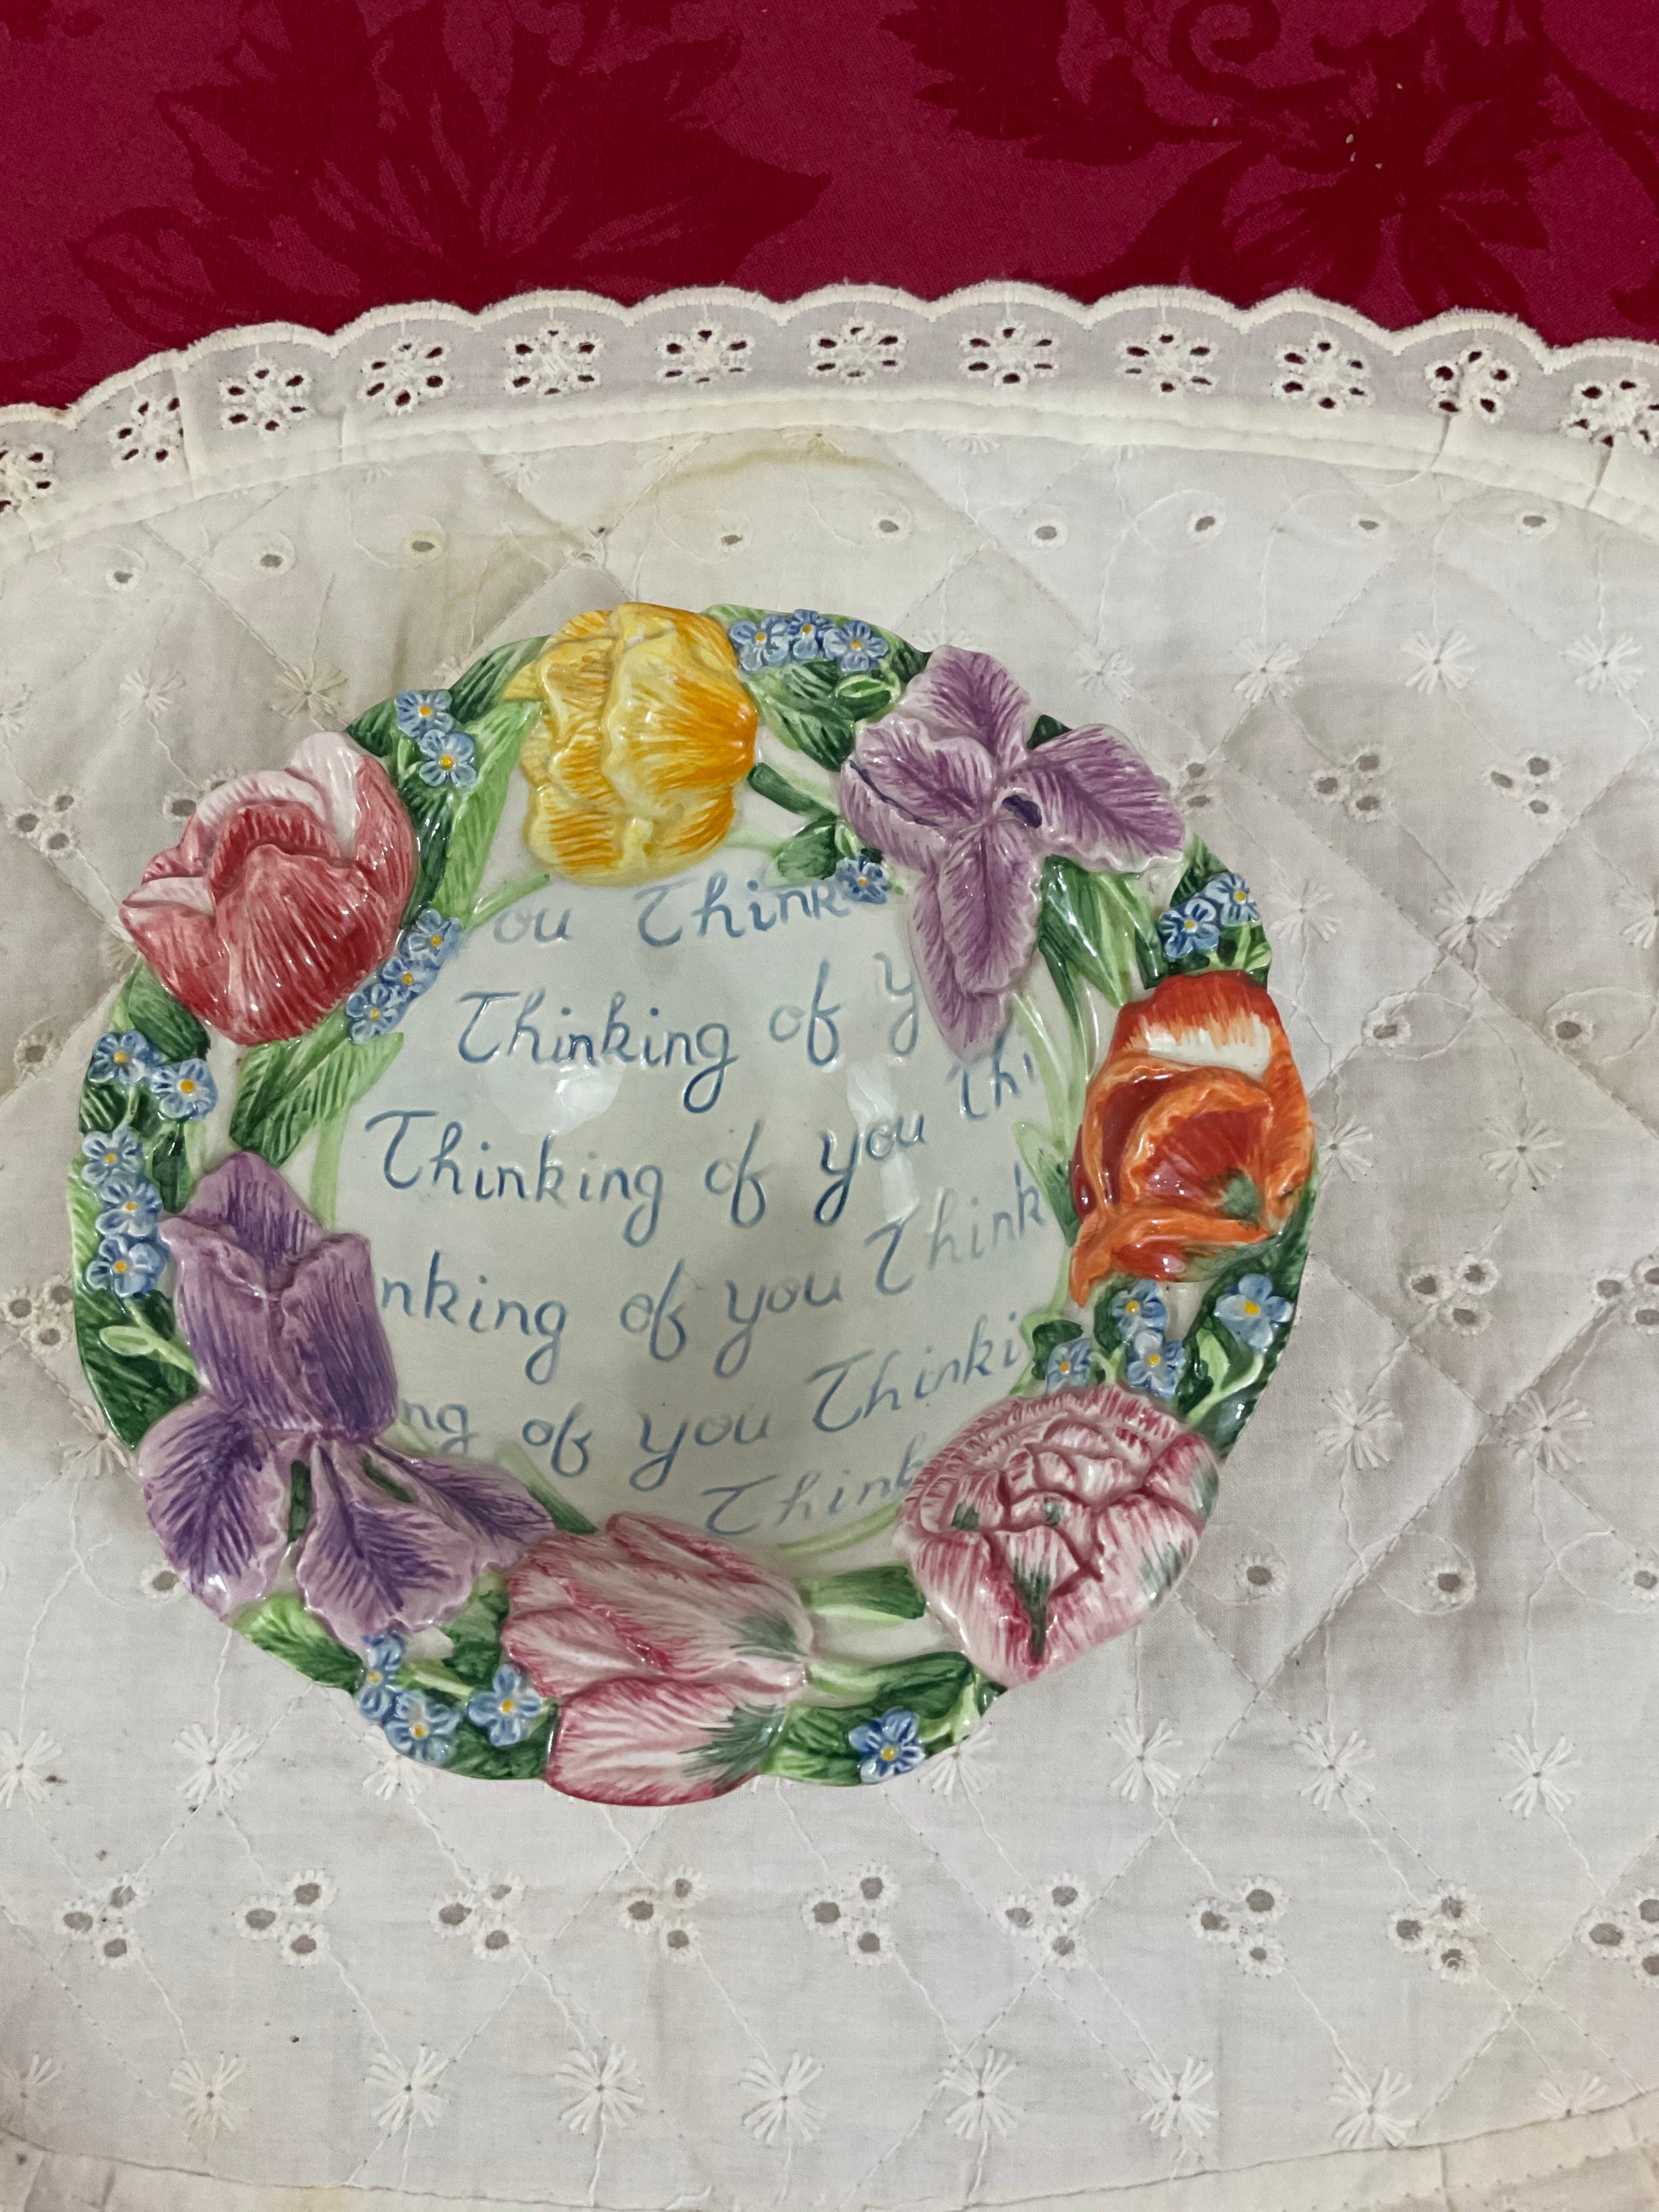 ou Think
Thinking of y
Thi
Thinking of you
Think
nking of you
Thinki
ng of you
Think